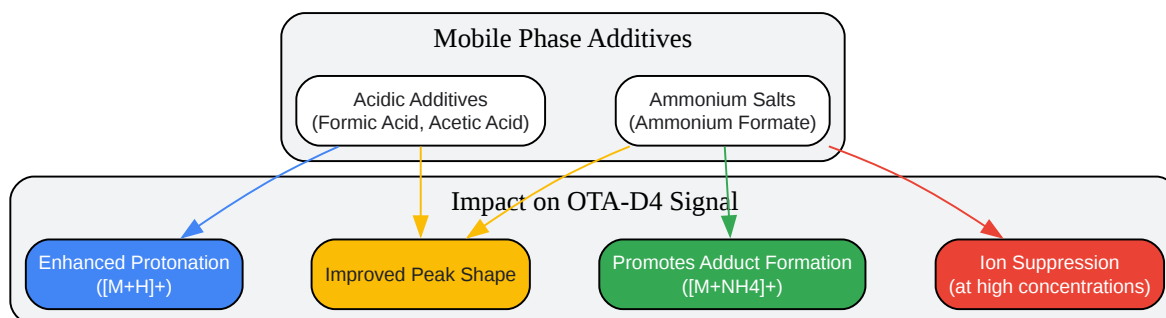 Mobile Phase Additives
Acidic Additives
(Formic Acid, Acetic Acid)
Ammonium Salts
(Ammonium Formate)
Impact on OTA-D4 Signal
Enhanced Protonation
([M+H]+)
Improved Peak Shape
Promotes Adduct Formation
([M+NH4]+)
Ion Suppression
(at high concentrations)